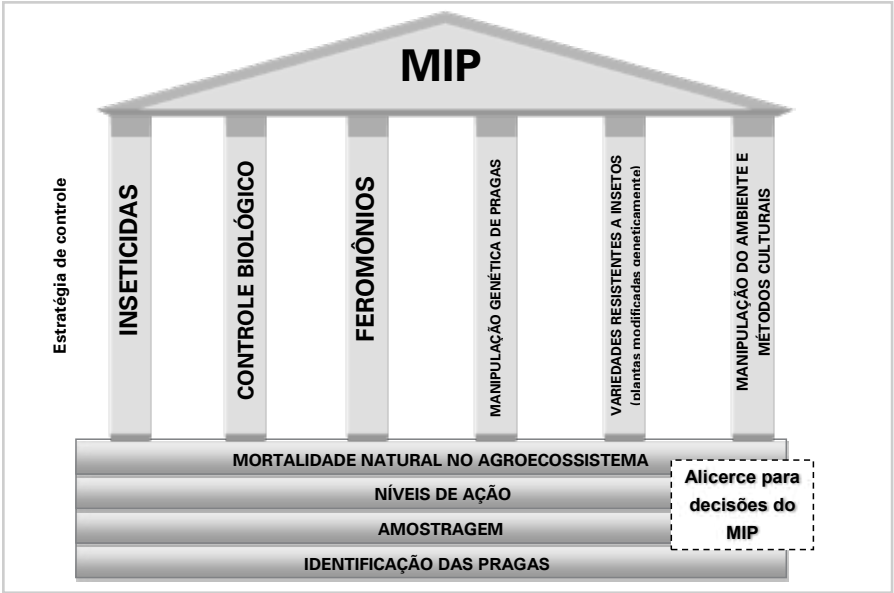 MIP
Estratégia de controle
INSETICIDAS
CONTROLE BIOLÓGICO
FEROMÔNIOS
MANIPULAÇÃO GENÉTICA DE PRAGAS
VARIEDADES RESISTENTES A INSETOS
(plantas modificadas geneticamente)
MANIPULAÇÃO DO AMBIENTE E
MÉTODOS CULTURAIS
MORTALIDADE NATURAL NO AGROECOSSISTEMA
NÍVEIS DE AÇÃO
AMOSTRAGEM
IDENTIFICAÇÃO DAS PRAGAS
Alicerce para
decisões do
MIP